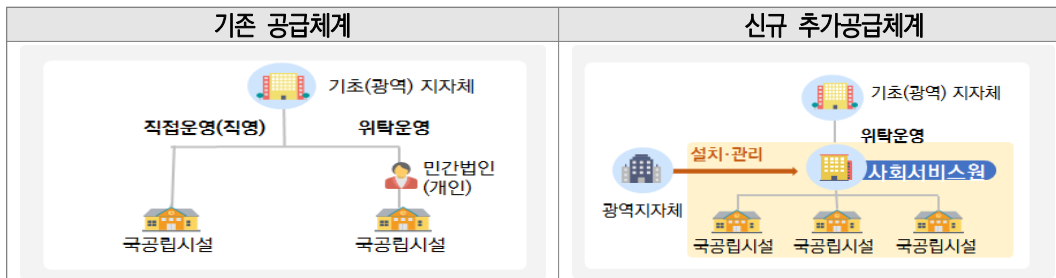 기존 공급체계
기초(광역) 지자체
직접운영(직영)
위탁운영
민간법인
(개인)
국공립시설
국공립시설
신규 추가공급체계
기초(광역) 지자체
위탁운영
설치·관리
사회서비스원
광역지자체
국공립시설
국공립시설
국공립시설